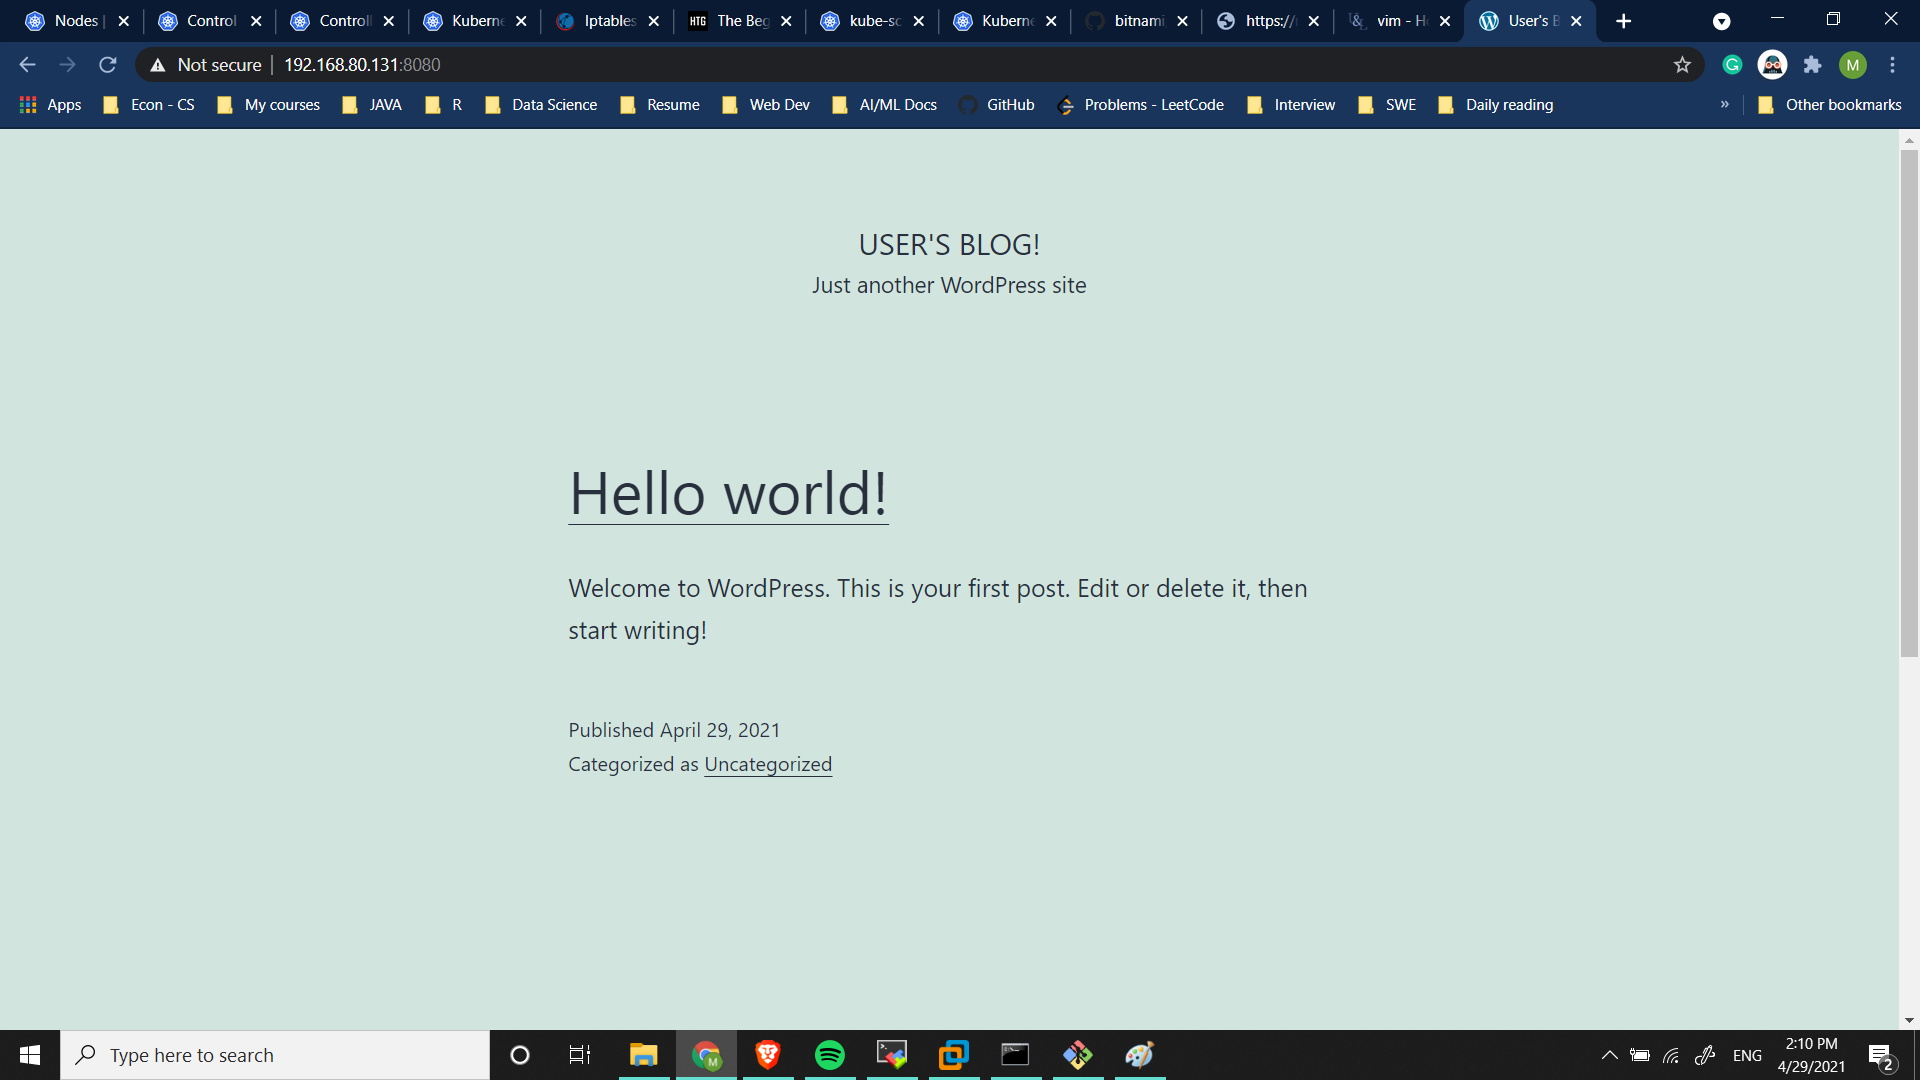 Nodes |
Control
Controll
Kuberne
Iptables
HTG The Beg
kube-sc
Kuberne
bitnami
https://
vim - H
User's B
Not secure | 192.168.80.131:8080
M
Apps
Econ - CS
My courses
JAVA
R
Data Science
Resume
Web Dev
AI/ML Docs
GitHub
Problems - LeetCode
Interview
SWE
Daily reading
»
Other bookmarks
USER'S BLOG!
Just another WordPress site
Hello world!
Welcome to WordPress. This is your first post. Edit or delete it, then
start writing!
Published April 29, 2021
Categorized as Uncategorized
Type here to search
M
ENG
2:10 PM
4/29/2021
2